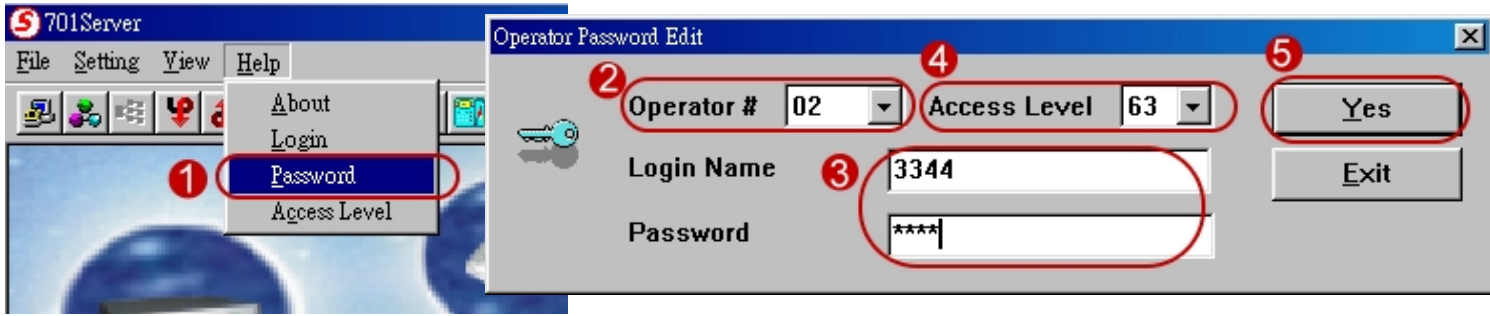 701Server
File Setting View Help
About
Login
1 Password
Access Level
Operator Password Edit
2 Operator # 02 4 Access Level 63 5 Yes
Login Name 3 3344 Exit
Password ****